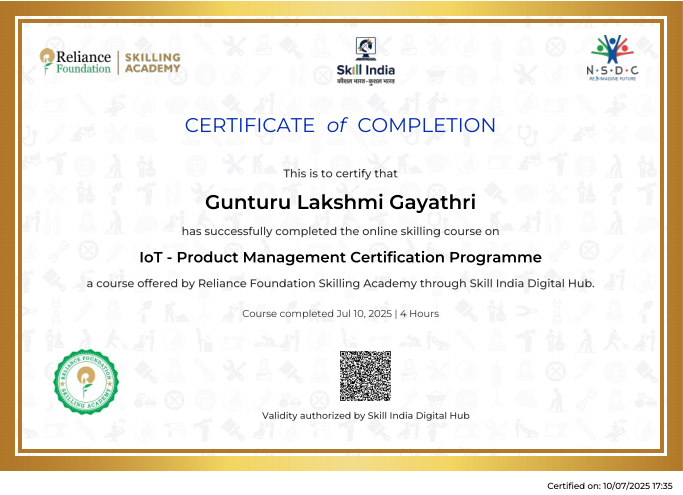 Reliance
Foundation
SKILLING
ACADEMY
Skill India
कौशल भारत-कुशल भारत
N·S·D·C
RE IMAGINE FUTURE
CERTIFICATE of COMPLETION
This is to certify that
Gunturu Lakshmi Gayathri
has successfully completed the online skilling course on
IoT - Product Management Certification Programme
a course offered by Reliance Foundation Skilling Academy through Skill India Digital Hub.
Course completed Jul 10, 2025 | 4 Hours
RELIANCE FOUNDATION
SKILLING ACADEMY
Validity authorized by Skill India Digital Hub
Certified on: 10/07/2025 17:35